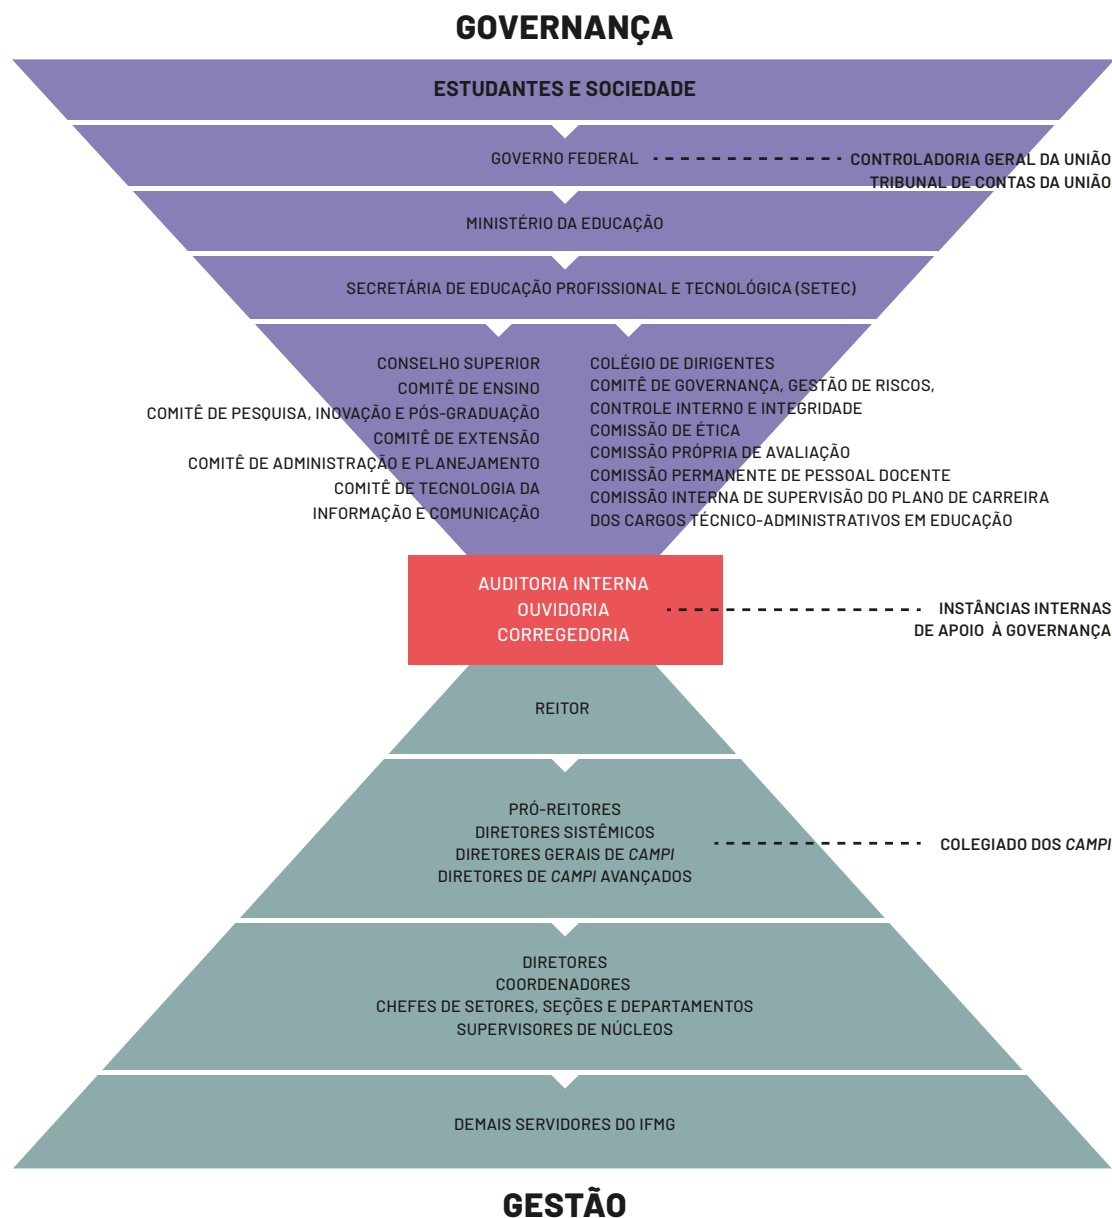 GOVERNANÇA
ESTUDANTES E SOCIEDADE
GOVERNO FEDERAL
CONTROLADORIA GERAL DA UNIÃO
TRIBUNAL DE CONTAS DA UNIÃO
MINISTÉRIO DA EDUCAÇÃO
SECRETÁRIA DE EDUCAÇÃO PROFISSIONAL E TECNOLÓGICA (SETEC)
CONSELHO SUPERIOR
COMITÊ DE ENSINO
COMITÊ DE PESQUISA, INOVAÇÃO E PÓS-GRADUAÇÃO
COMITÊ DE EXTENSÃO
COMITÊ DE ADMINISTRAÇÃO E PLANEJAMENTO
COMITÊ DE TECNOLOGIA DA
INFORMAÇÃO E COMUNICAÇÃO
COLÉGIO DE DIRIGENTES
COMITÊ DE GOVERNANÇA, GESTÃO DE RISCOS,
CONTROLE INTERNO E INTEGRIDADE
COMISSÃO DE ÉTICA
COMISSÃO PRÓPRIA DE AVALIAÇÃO
COMISSÃO PERMANENTE DE PESSOAL DOCENTE
COMISSÃO INTERNA DE SUPERVISÃO DO PLANO DE CARREIRA
DOS CARGOS TÉCNICO-ADMINISTRATIVOS EM EDUCAÇÃO
AUDITORIA INTERNA
OUVIDORIA
CORREGEDORIA
INSTÂNCIAS INTERNAS
DE APOIO À GOVERNANÇA
REITOR
PRÓ-REITORES
DIRETORES SISTÊMICOS
DIRETORES GERAIS DE CAMPI
DIRETORES DE CAMPI AVANÇADOS
COLEGIADO DOS CAMPI
DIRETORES
COORDENADORES
CHEFES DE SETORES, SEÇÕES E DEPARTAMENTOS
SUPERVISORES DE NÚCLEOS
DEMAIS SERVIDORES DO IFMG
GESTÃO